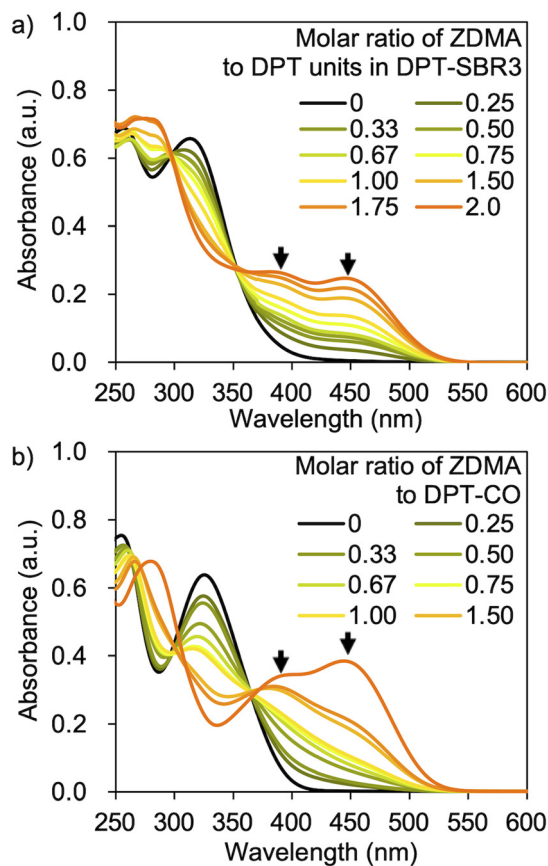 a)
Molar ratio of ZDMA
to DPT units in DPT-SBR3
0 0.25
0.33 0.50
0.67 0.75
1.00 1.50
1.75 2.0
Absorbance (a.u.)
1.0
0.8
0.6
0.4
0.2
0.0
250 300 350 400 450 500 550 600
Wavelength (nm)
b)
Molar ratio of ZDMA
to DPT-CO
0 0.25
0.33 0.50
0.67 0.75
1.00 1.50
Absorbance (a.u.)
1.0
0.8
0.6
0.4
0.2
0.0
250 300 350 400 450 500 550 600
Wavelength (nm)